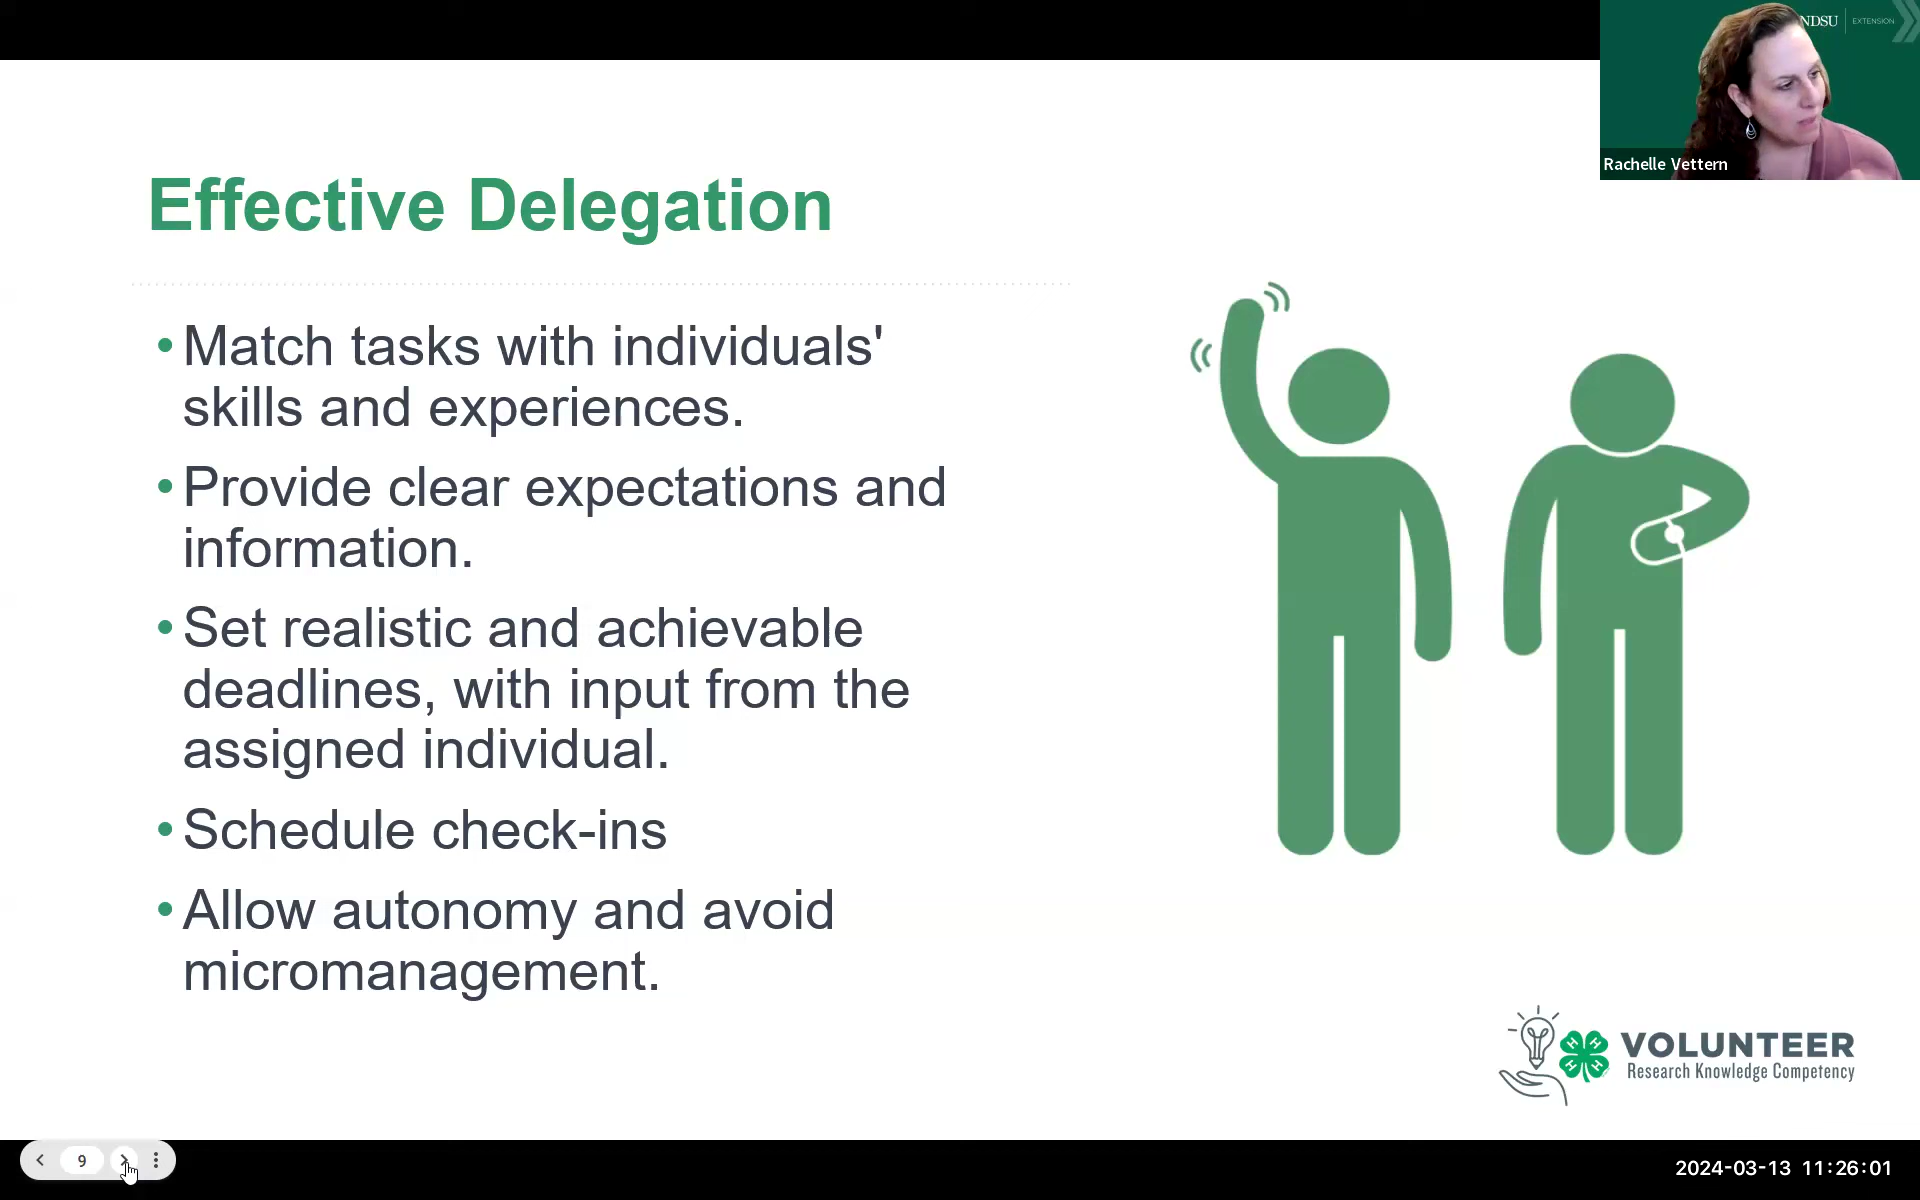 NDSU EXTENSION
Rachelle Vettern
Effective Delegation
•Match tasks with individuals'
skills and experiences.
•Provide clear expectations and
information.
•Set realistic and achievable
deadlines, with input from the
assigned individual.
•Schedule check-ins
•Allow autonomy and avoid
micromanagement.
H H H H
VOLUNTEER
Research Knowledge Competency
9
2024-03-13 11:26:01